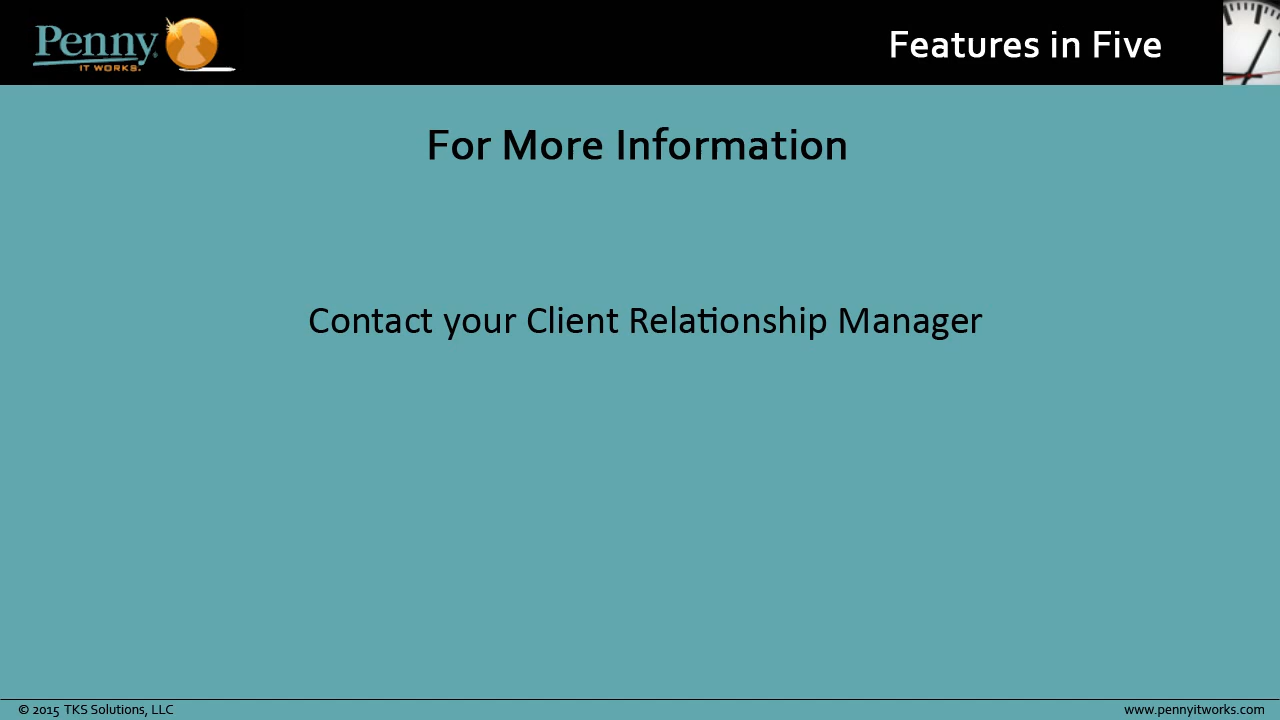 Penny
IT WORKS.
Features in Five
For More Information
Contact your Client Relationship Manager
© 2015 TKS Solutions, LLC
www.pennyitworks.com